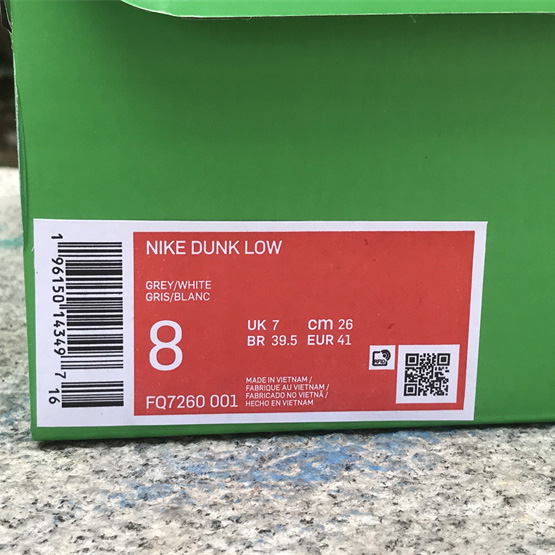 NIKE DUNK LOW
GREY/WHITE
GRIS/BLANC
8
UK 7 cm 26
BR 39.5 EUR 41
MADE IN VIETNAM /
FABRIQUE AU VIETNAM /
FABRICADO NO VIETNÃ /
HECHO EN VIETNAM
FQ7260 001
1 96150 14349 7 16